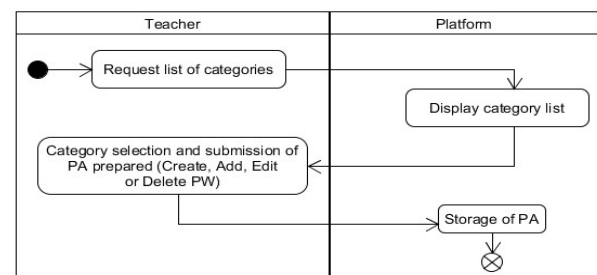 Teacher
Platform
Request list of categories
Display category list
Category selection and submission of
PA prepared (Create, Add, Edit
or Delete PW)
Storage of PA